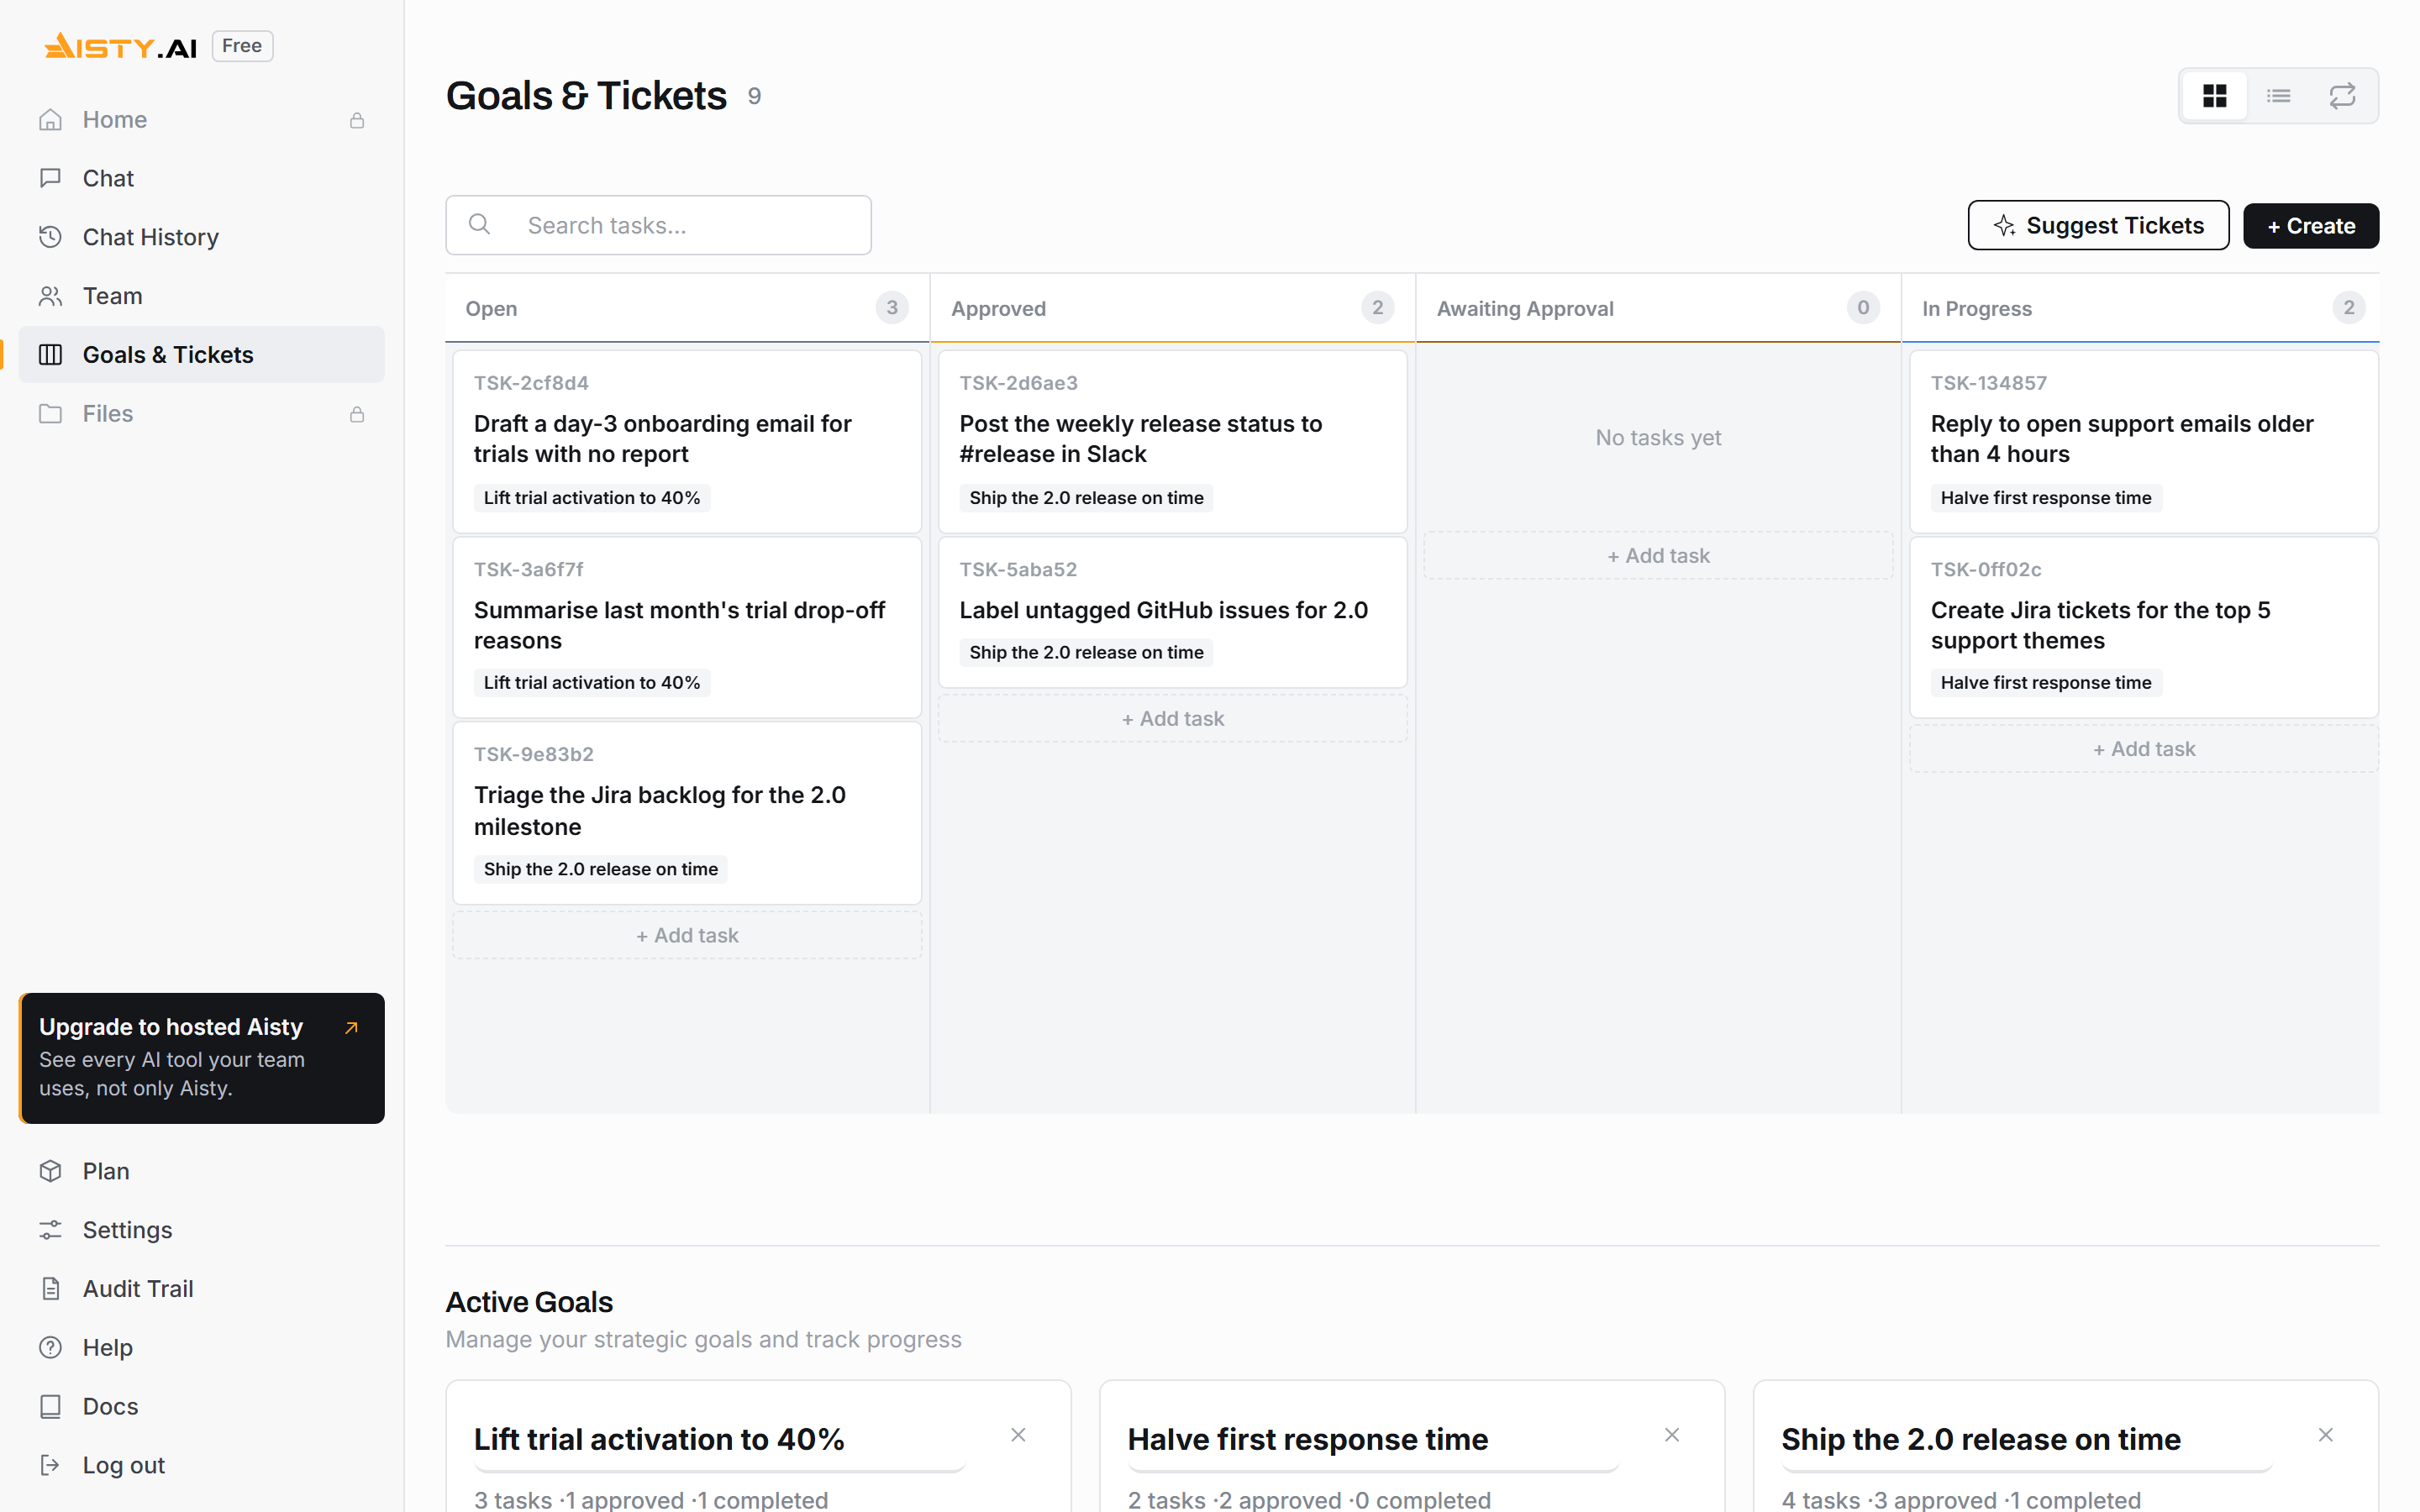 AISTY.AI Free
Home
Chat
Chat History
Team
Goals & Tickets
Files
Upgrade to hosted Aisty
See every AI tool your team
uses, not only Aisty.
Plan
Settings
Audit Trail
Help
Docs
Log out
Goals & Tickets 9
Search tasks...
Suggest Tickets
+ Create
Open 3
TSK-2cf8d4
Draft a day-3 onboarding email for
trials with no report
Lift trial activation to 40%
TSK-3a6f7f
Summarise last month's trial drop-off
reasons
Lift trial activation to 40%
TSK-9e83b2
Triage the Jira backlog for the 2.0
milestone
Ship the 2.0 release on time
+ Add task
Approved 2
TSK-2d6ae3
Post the weekly release status to
#release in Slack
Ship the 2.0 release on time
TSK-5aba52
Label untagged GitHub issues for 2.0
Ship the 2.0 release on time
+ Add task
Awaiting Approval 0
No tasks yet
+ Add task
In Progress 2
TSK-134857
Reply to open support emails older
than 4 hours
Halve first response time
TSK-0ff02c
Create Jira tickets for the top 5
support themes
Halve first response time
+ Add task
Active Goals
Manage your strategic goals and track progress
Lift trial activation to 40%
3 tasks ·1 approved ·1 completed
Halve first response time
2 tasks ·2 approved ·0 completed
Ship the 2.0 release on time
4 tasks ·3 approved ·1 completed